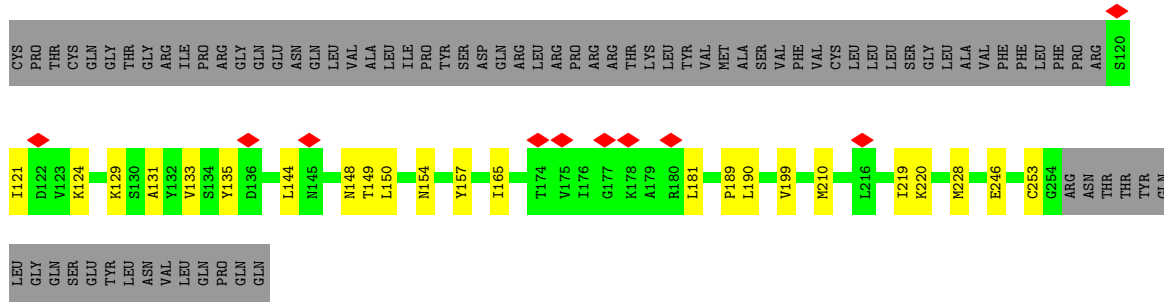 CYS PRO THR CYS GLN GLY THR GLY ARG ILE PRO ARG GLY GLN GLU ASN GLN LEU VAL ALA LEU ILE PRO TYR SER ASP GLN ARG LEU ARG PRO ARG ARG THR LYS LEU TYR VAL MET ALA SER VAL PHE VAL CYS LEU LEU LEU SER GLY LEU ALA VAL PHE PHE LEU PHE PRO ARG S120
I121 D122 V123 K124 K129 S130 A131 Y132 V133 S134 Y135 D136 L144 N145 N148 T149 L150 N154 Y157 I165 T174 V175 I176 G177 K178 A179 R180 L181 P189 L190 V199 M210 L216 I219 K220 M228 E246 C253 G254 ARG ASN THR THR TYR GLN
LEU GLY GLN SER GLU TYR LEU ASN VAL LEU GLN PRO GLN GLN